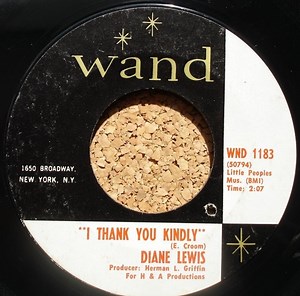 wand
1650 BROADWAY,
NEW YORK, N.Y.
WND 1183
(50794)
Little Peoples
Mus. (BMI)
Time; 2:07
"I THANK YOU KINDLY"
(E. Croom)
DIANE LEWIS
Producer: Herman L. Griffin
For H & A Productions